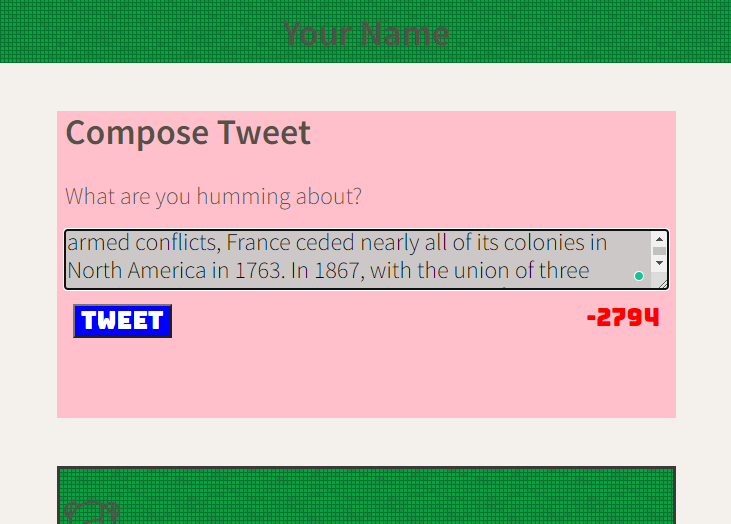 Your Name
Compose Tweet
What are you humming about?
armed conflicts, France ceded nearly all of its colonies in
North America in 1763. In 1867, with the union of three
TWEET
-2794